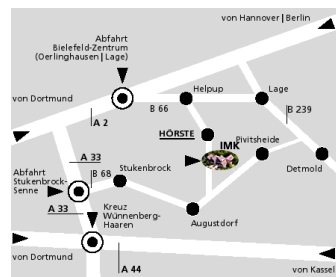 von Hannover | Berlin
Abfahrt
Bielefeld-Zentrum
(Oerlinghausen | Lage)
von Dortmund
Helpup
Lage
B 66
B 239
A 2
HÖRSTE
IMK
Pivitsheide
A 33
Stukenbrock
Detmold
Abfahrt
Stukenbrock-
Senne
B 68
A 33
Kreuz
Wünnenberg-
Haaren
Augustdorf
von Dortmund
A 44
von Kassel